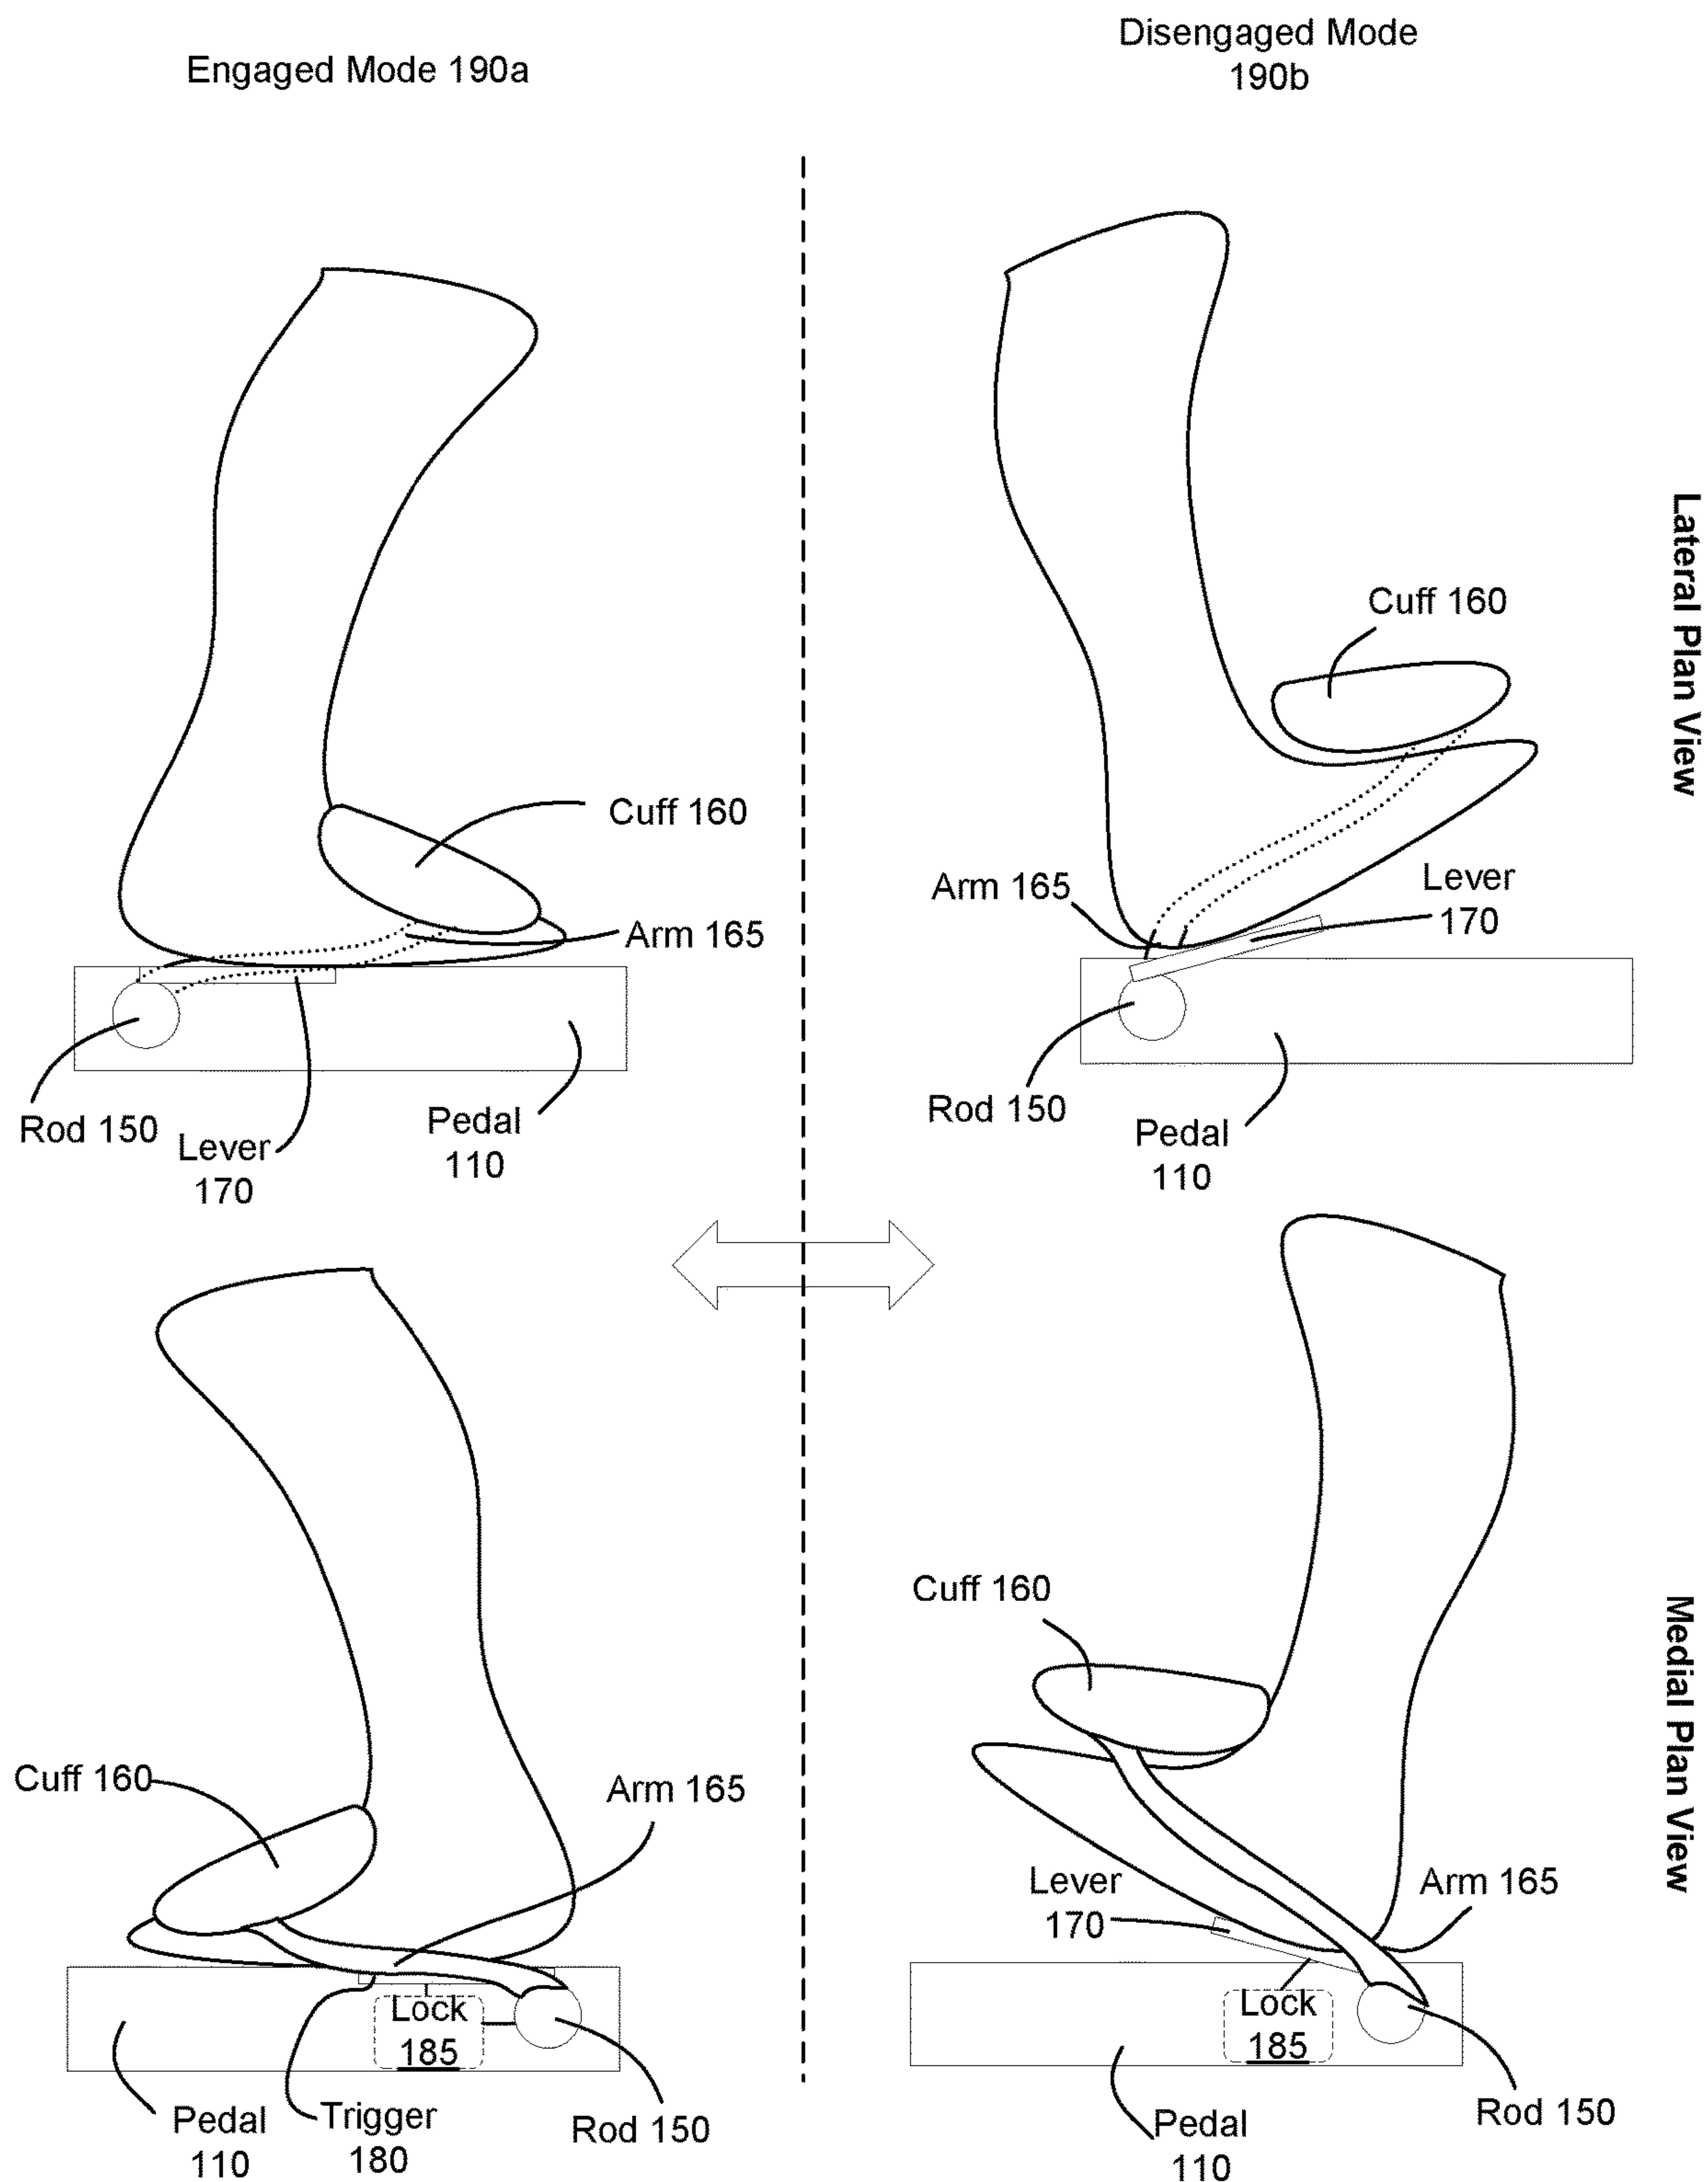 Engaged Mode 190a
Disengaged Mode
190b
Lateral Plan View
Cuff 160
Arm 165
Rod 150
Lever
170
Pedal
110
Cuff 160
Arm 165
Lever
170
Rod 150
Pedal
110
Medial Plan View
Cuff 160
Arm 165
Lock
185
Pedal
110
Trigger
180
Rod 150
Cuff 160
Lever
170
Arm 165
Lock
185
Rod 150
Pedal
110